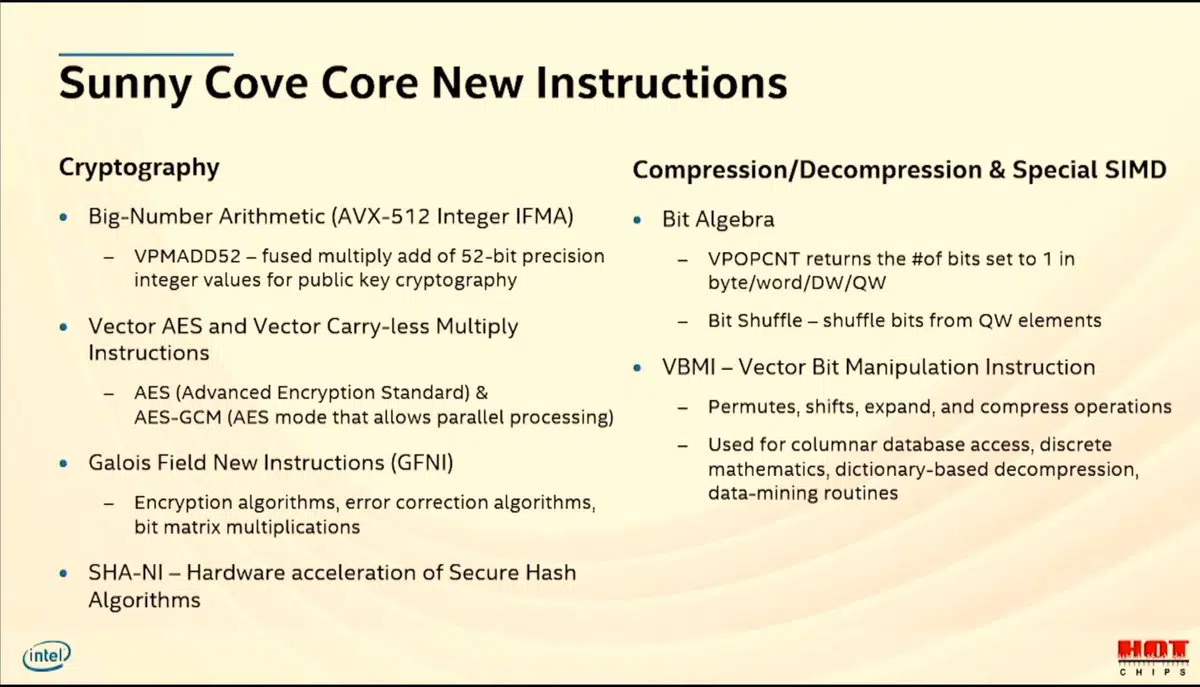 Sunny Cove Core New Instructions
Cryptography
• Big-Number Arithmetic (AVX-512 Integer IFMA)
– VPMADD52 – fused multiply add of 52-bit precision
integer values for public key cryptography
• Vector AES and Vector Carry-less Multiply
Instructions
– AES (Advanced Encryption Standard) &
AES-GCM (AES mode that allows parallel processing)
• Galois Field New Instructions (GFNI)
– Encryption algorithms, error correction algorithms,
bit matrix multiplications
• SHA-NI – Hardware acceleration of Secure Hash
Algorithms
Compression/Decompression & Special SIMD
• Bit Algebra
– VPOPCNT returns the #of bits set to 1 in
byte/word/DW/QW
– Bit Shuffle – shuffle bits from QW elements
• VBMI – Vector Bit Manipulation Instruction
– Permutes, shifts, expand, and compress operations
– Used for columnar database access, discrete
mathematics, dictionary-based decompression,
data-mining routines
intel
HOT
CHIPS